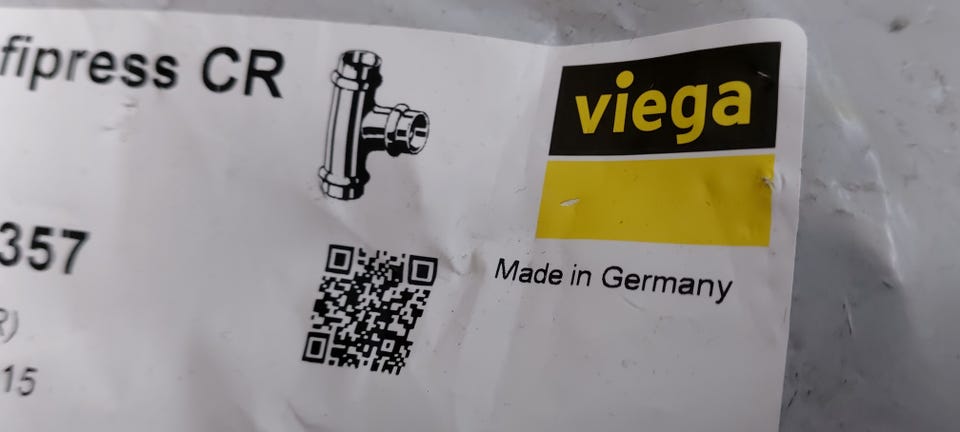 fipress CR
viega
357
Made in Germany
R)
15